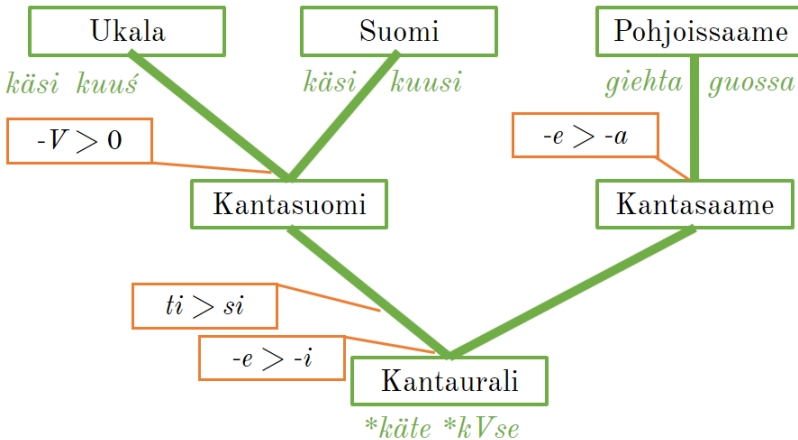 Ukala
Suomi
Pohjoissaame
käsi kuuś
käsi kuusi
giehta guossa
-V > 0
-e > -a
Kantasuomi
Kantasaame
ti > si
-e > -i
Kantaurali
*käte *kVse